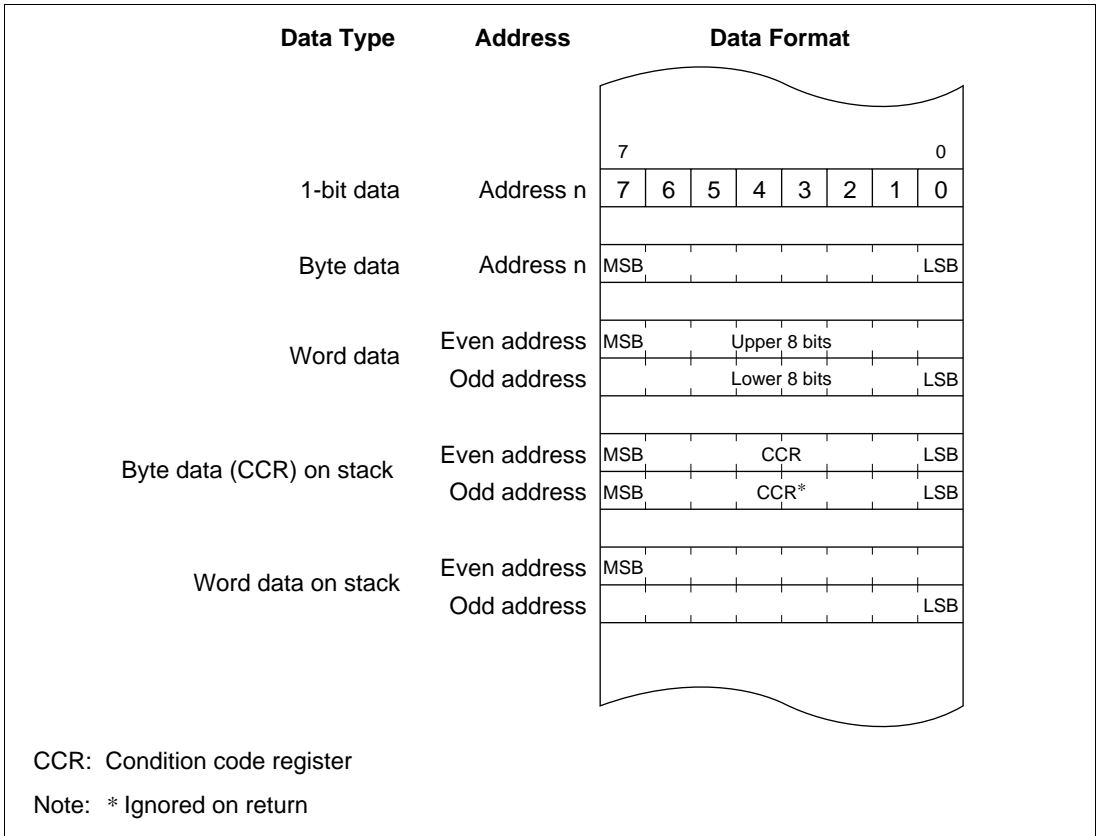 Data Type Address Data Format
7 0
1-bit data Address n 7 6 5 4 3 2 1 0
Byte data Address n MSB LSB
Word data
Even address MSB Upper 8 bits
Odd address Lower 8 bits LSB
Byte data (CCR) on stack
Even address MSB CCR LSB
Odd address MSB CCR* LSB
Word data on stack
Even address MSB
Odd address LSB
CCR: Condition code register
Note: * Ignored on return